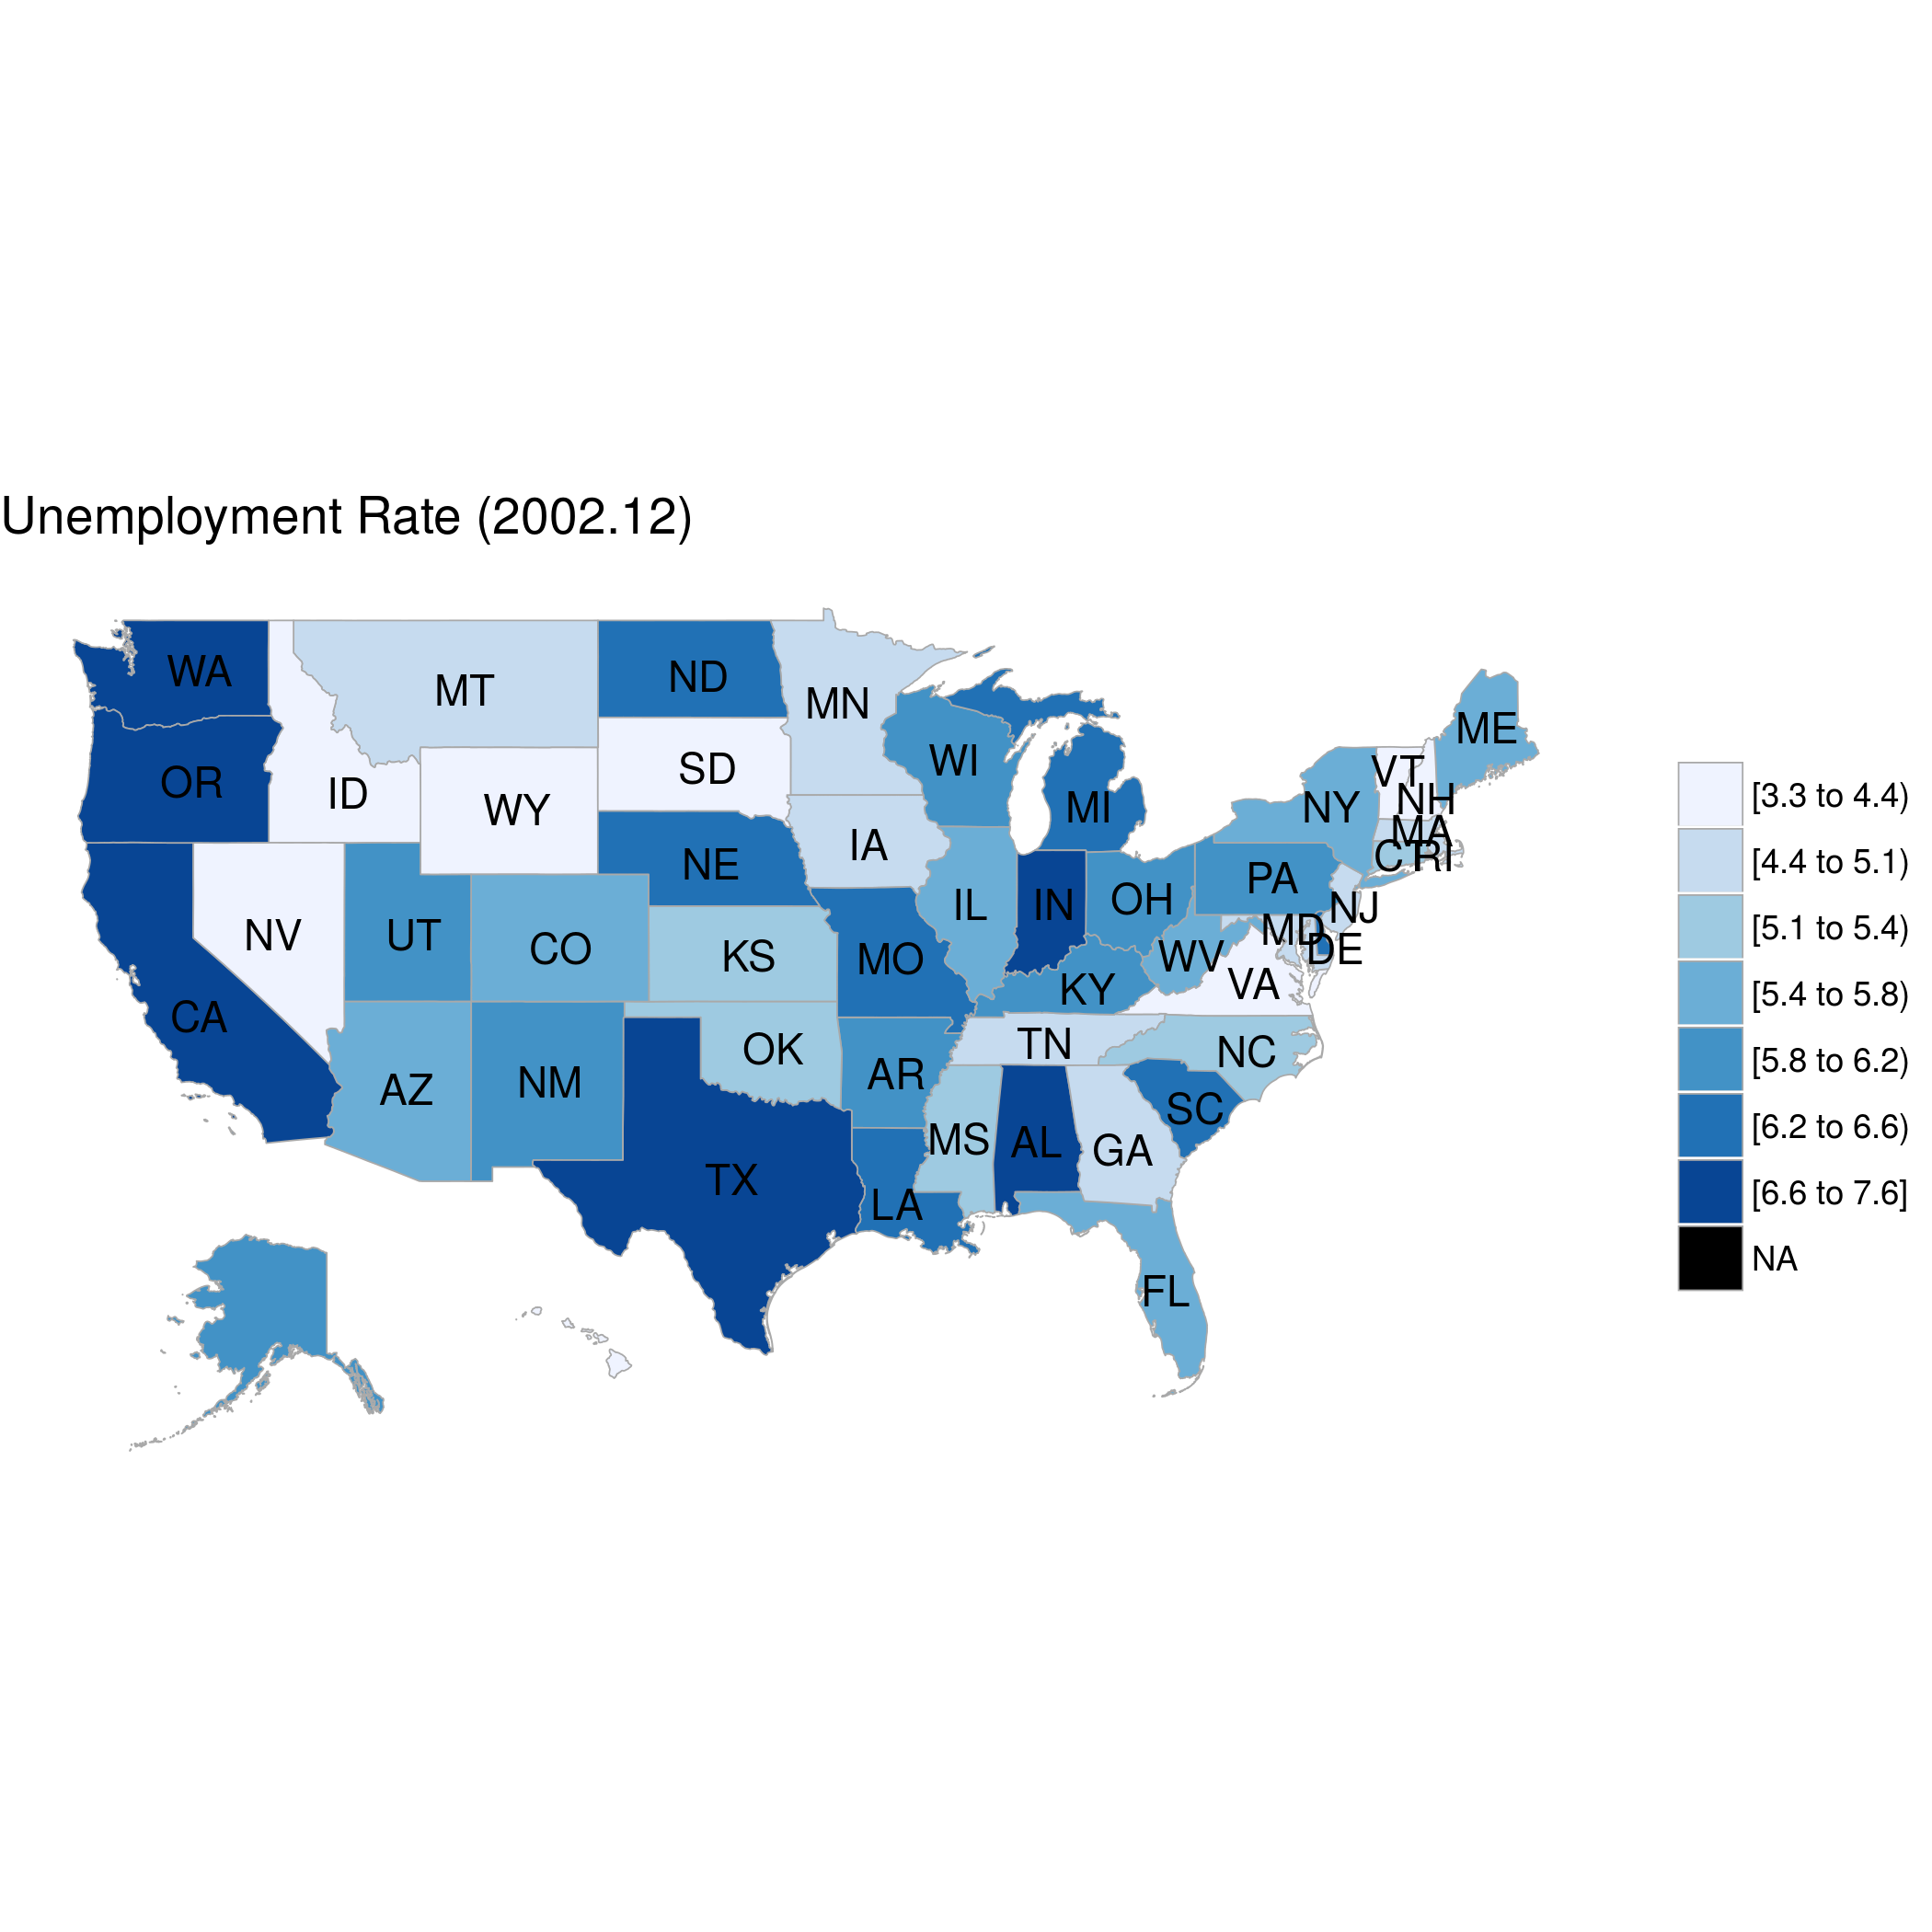 Unemployment Rate (2002.12)
WA
MT
ND
MN
ME
OR
ID
WY
SD
WI
MI
NY
VT
NH
MA
CT
RI
NE
IA
PA
NV
UT
CO
KS
MO
IL
IN
OH
NJ
MD
DE
WV
VA
KY
CA
AZ
NM
OK
AR
TN
NC
SC
TX
LA
MS
AL
GA
FL
[3.3 to 4.4)
[4.4 to 5.1)
[5.1 to 5.4)
[5.4 to 5.8)
[5.8 to 6.2)
[6.2 to 6.6)
[6.6 to 7.6]
NA